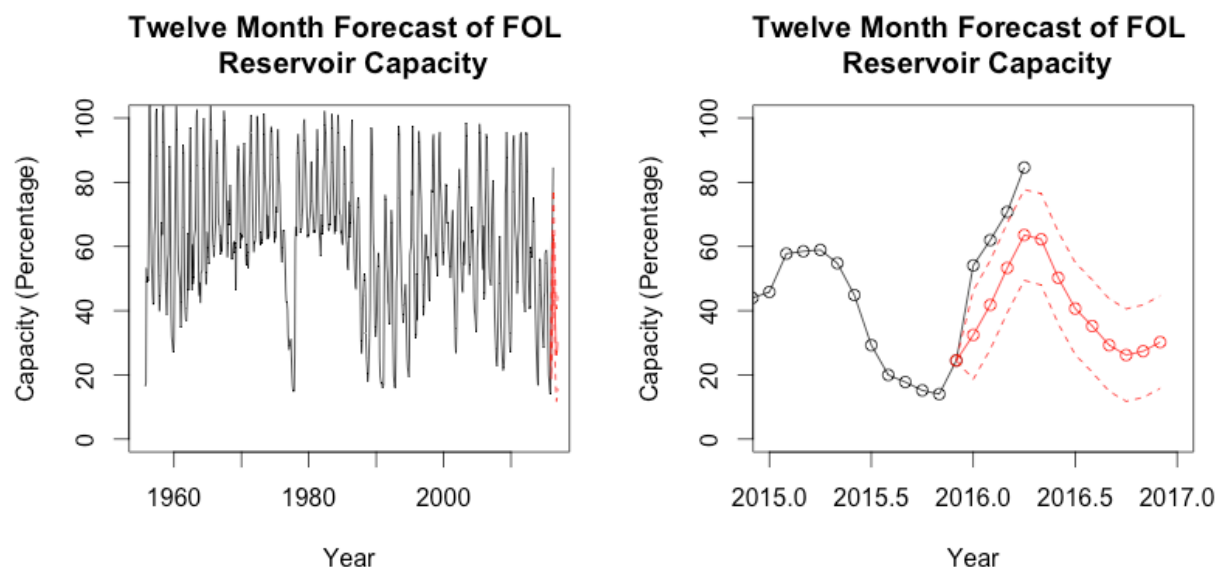 Twelve Month Forecast of FOL
Reservoir Capacity
Capacity (Percentage)
100
80
60
40
20
0
1960
1980
2000
Year
Twelve Month Forecast of FOL
Reservoir Capacity
Capacity (Percentage)
100
80
60
40
20
0
2015.0
2015.5
2016.0
2016.5
2017.0
Year